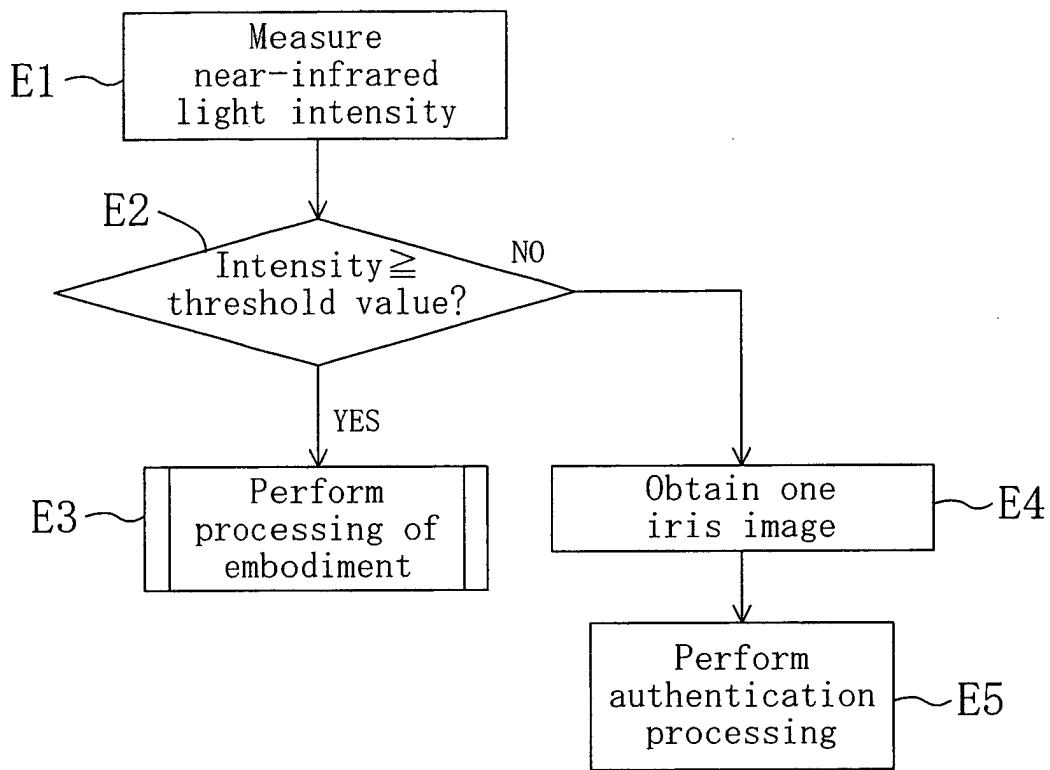 E1
Measure
near-infrared
light intensity
E2
Intensity≧
threshold value?
NO
YES
E3
Perform
processing of
embodiment
Obtain one
iris image
E4
Perform
authentication
processing
E5